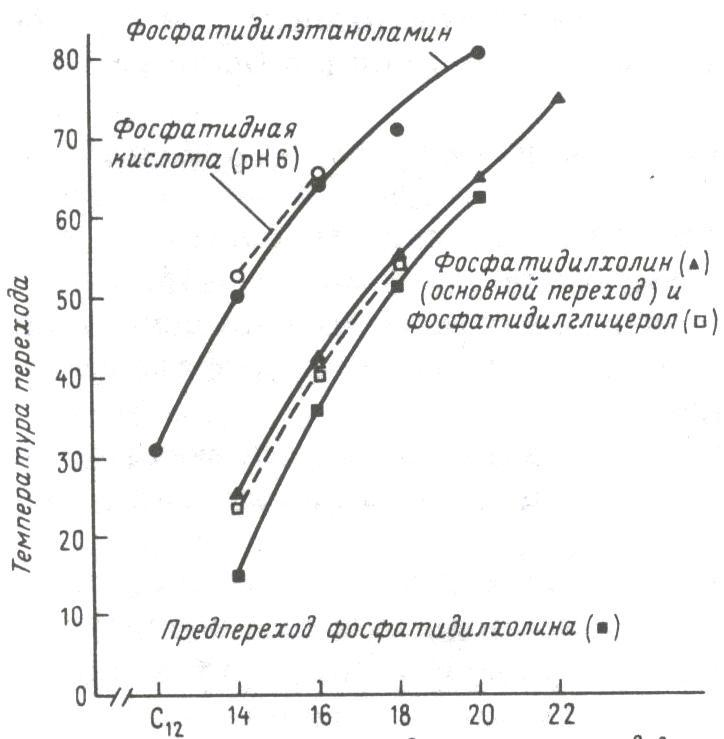 Фосфатидилэтаноламин
80
Фосфатидная
кислота (pH 6)
70
60
Фосфатидилхолин (▲)
(основной переход) и
фосфатидилглицерол (□)
50
40
30
20
10
0
Температура перехода
Предпереход фосфатидилхолина (■)
C₁₂ 14 16 18 20 22